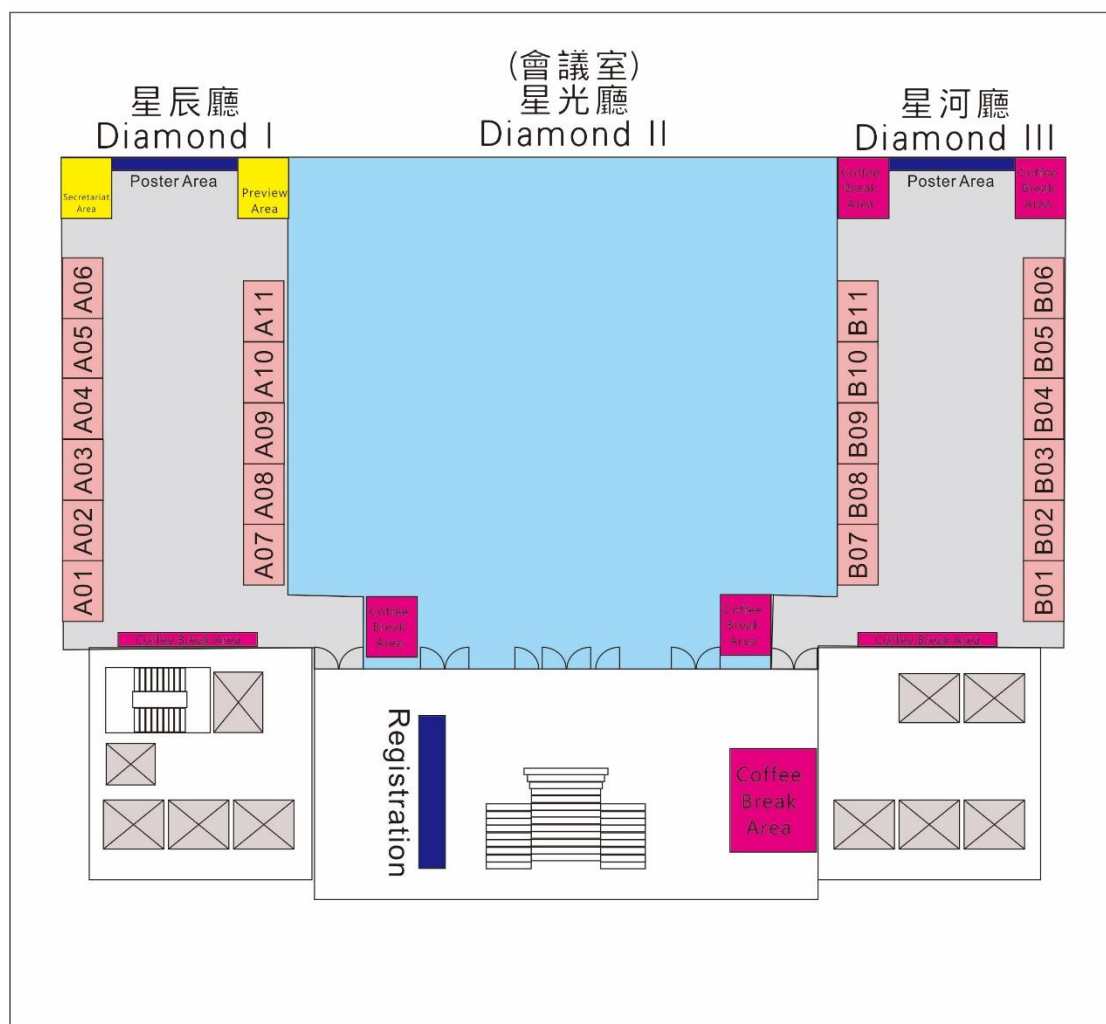 星辰廳
Diamond I
(會議室)
星光廳
Diamond II
星河廳
Diamond III
Secretariat
Area
Poster Area
Preview
Area
Coffee
Break
Area
Poster Area
Coffee
Break
Area
A06
A05
A04
A03
A02
A01
A11
A10
A09
A08
A07
B11
B10
B09
B08
B07
B06
B05
B04
B03
B02
B01
Coffee Break Area
Coffee
Break
Area
Coffee
Break
Area
Coffee Break Area
Registration
Coffee
Break
Area